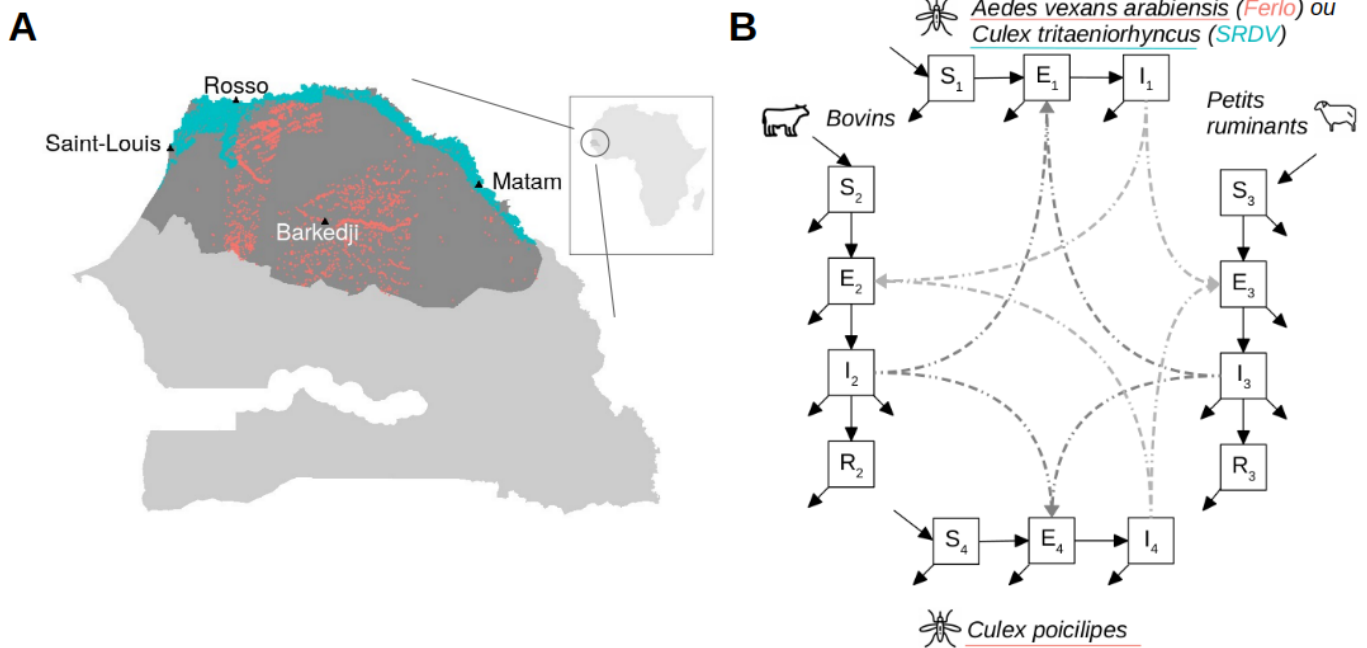 A
Rosso
Saint-Louis
Matam
Barkedji
B
Aedes vexans arabiensis (Ferlo) ou
Culex tritaeniorhyncus (SRDV)
S1
E1
I1
Bovins
Petits
ruminants
S2
S3
E2
E3
I2
I3
R2
R3
S4
E4
I4
Culex poicilipes